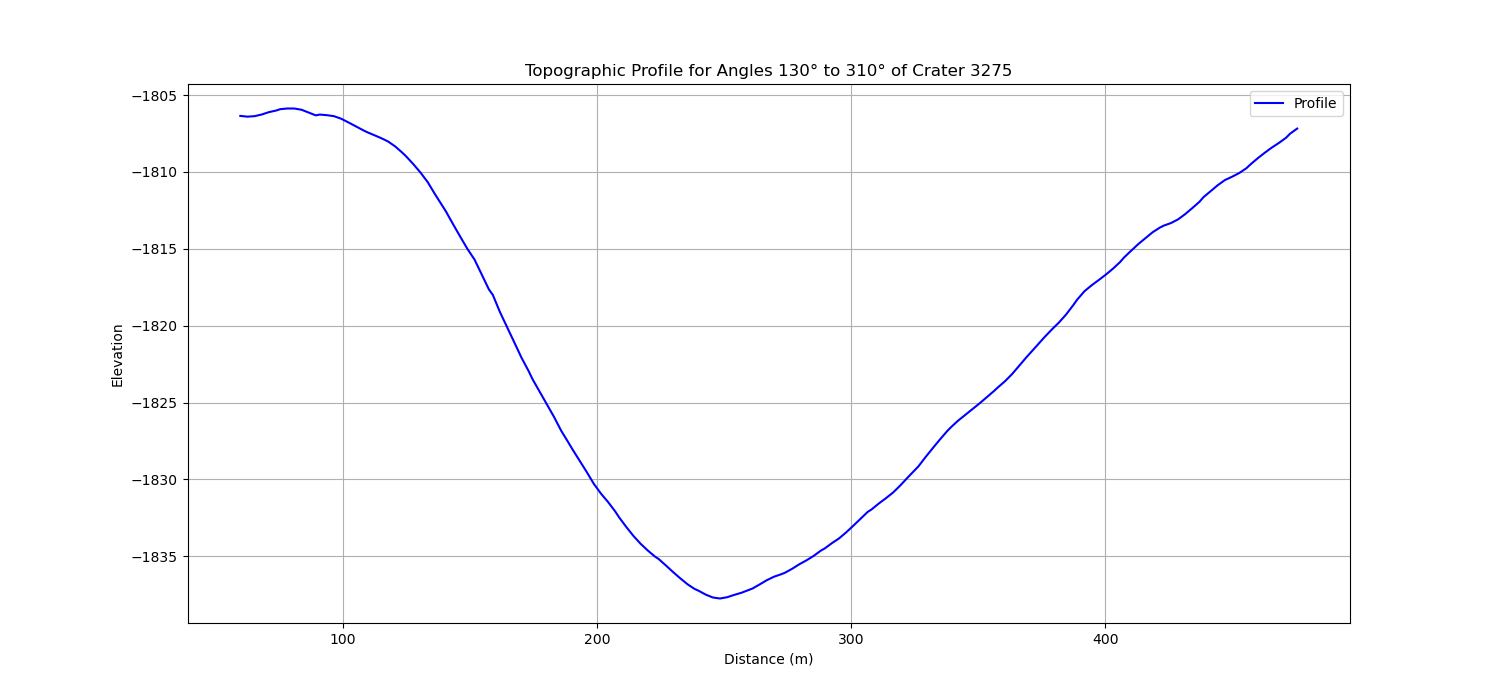 Topographic Profile for Angles 130° to 310° of Crater 3275
Profile
Elevation
−1805
−1810
−1815
−1820
−1825
−1830
−1835
100 200 300 400
Distance (m)